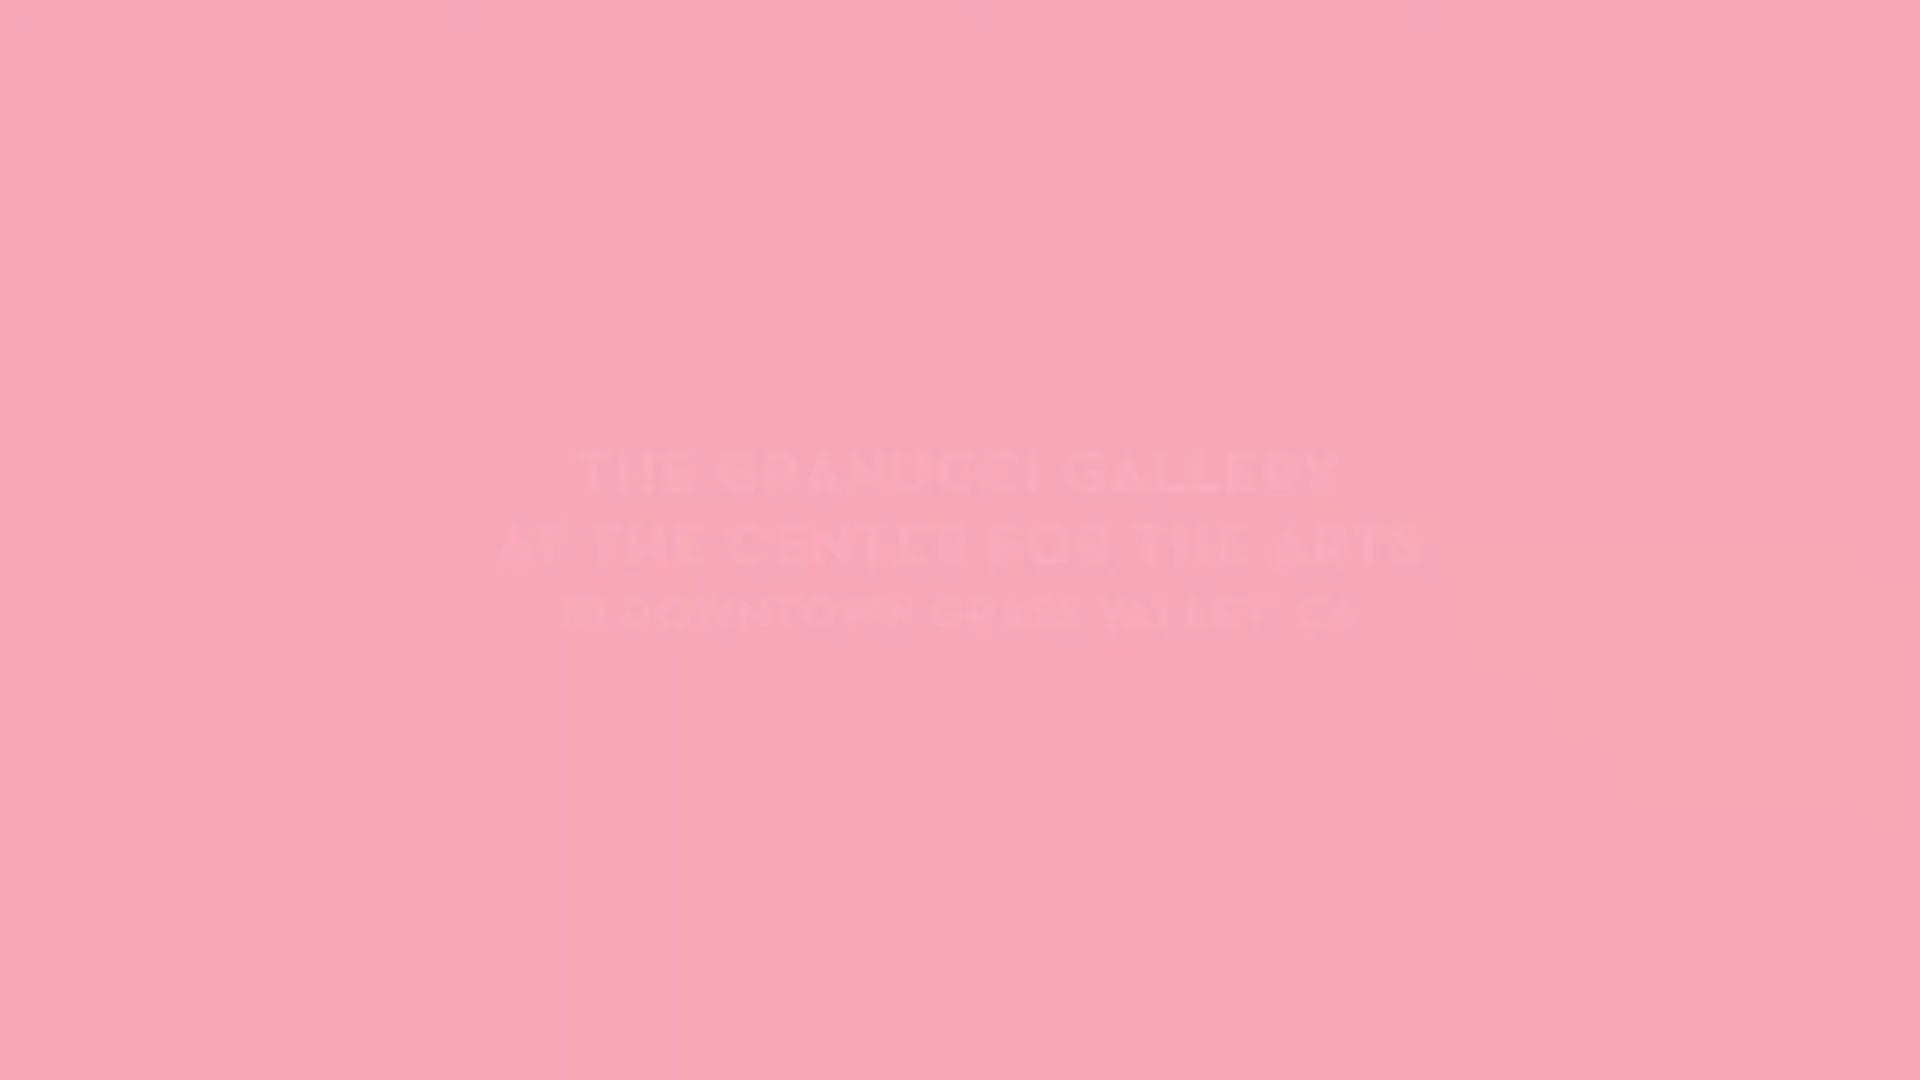 THE GRANUCCI GALLERY
AT THE CENTER FOR THE ARTS
IN DOWNTOWN GRASS VALLEY, CA